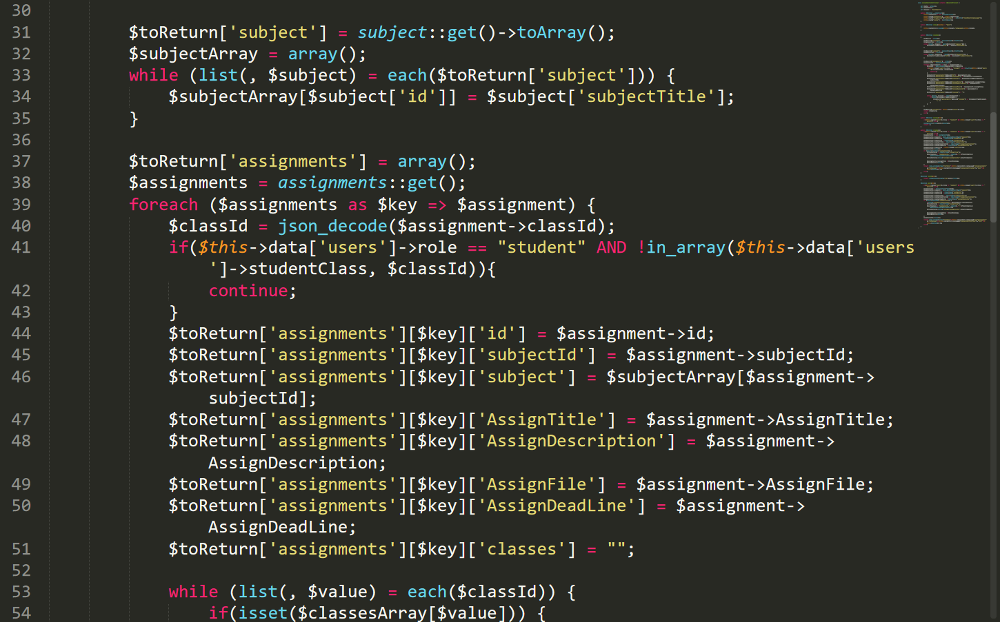 30
31 $toReturn['subject'] = subject::get()->toArray();
32 $subjectArray = array();
33 while (list(, $subject) = each($toReturn['subject'])) {
34 $subjectArray[$subject['id']] = $subject['subjectTitle'];
35 }
36
37 $toReturn['assignments'] = array();
38 $assignments = assignments::get();
39 foreach ($assignments as $key => $assignment) {
40 $classId = json_decode($assignment->classId);
41 if($this->data['users']->role == "student" AND !in_array($this->data['users
']->studentClass, $classId)){
42 continue;
43 }
44 $toReturn['assignments'][$key]['id'] = $assignment->id;
45 $toReturn['assignments'][$key]['subjectId'] = $assignment->subjectId;
46 $toReturn['assignments'][$key]['subject'] = $subjectArray[$assignment->
subjectId];
47 $toReturn['assignments'][$key]['AssignTitle'] = $assignment->AssignTitle;
48 $toReturn['assignments'][$key]['AssignDescription'] = $assignment->
AssignDescription;
49 $toReturn['assignments'][$key]['AssignFile'] = $assignment->AssignFile;
50 $toReturn['assignments'][$key]['AssignDeadLine'] = $assignment->
AssignDeadLine;
51 $toReturn['assignments'][$key]['classes'] = "";
52
53 while (list(, $value) = each($classId)) {
54 if(isset($classesArray[$value])) {